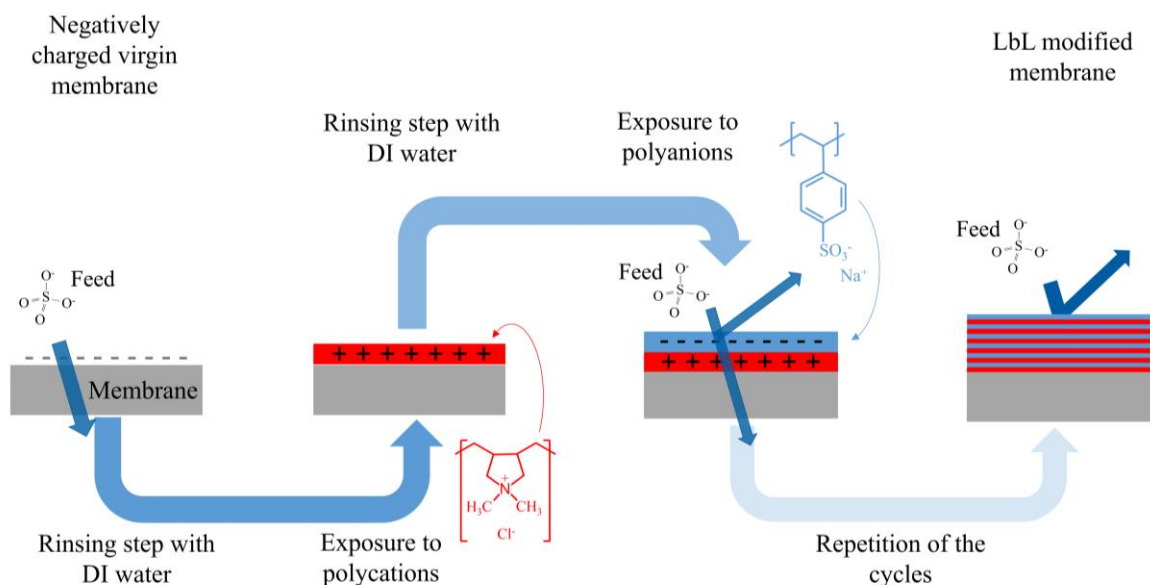 Negatively
charged virgin
membrane
LbL modified
membrane
Rinsing step with
DI water
Exposure to
polyanions
SO₃⁻
Na⁺
Feed
O⁻
O=S-O⁻
O
Feed
O⁻
O=S-O⁻
O
Feed
O⁻
O=S-O⁻
O
- - - - - - - - - -
Membrane
+ + + + + + +
- - - - - - - - - -
+ + + + + + +
+
N
H₃C CH₃
Cl⁻
Rinsing step with
DI water
Exposure to
polycations
Repetition of the
cycles